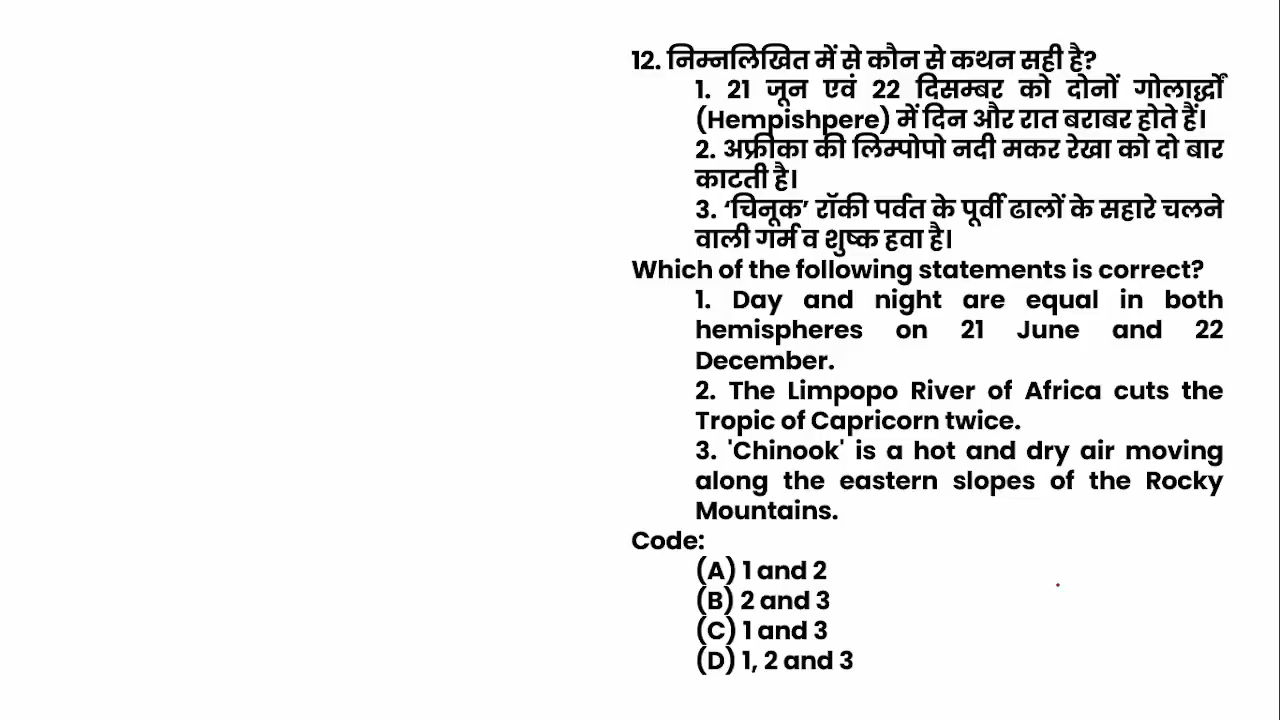 12. निम्नलिखित में से कौन से कथन सही है?
1. 21 जून एवं 22 दिसम्बर को दोनों गोलार्द्धों
(Hempishpere) में दिन और रात बराबर होते हैं।
2. अफ्रीका की लिम्पोपो नदी मकर रेखा को दो बार
काटती है।
3. ‘चिनूक’ रॉकी पर्वत के पूर्वी ढालों के सहारे चलने
वाली गर्म व शुष्क हवा है।
Which of the following statements is correct?
1. Day and night are equal in both
hemispheres on 21 June and 22
December.
2. The Limpopo River of Africa cuts the
Tropic of Capricorn twice.
3. 'Chinook' is a hot and dry air moving
along the eastern slopes of the Rocky
Mountains.
Code:
(A) 1 and 2
(B) 2 and 3
(C) 1 and 3
(D) 1, 2 and 3